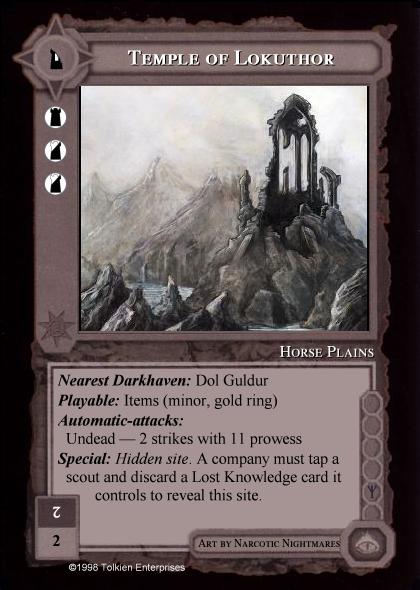 Temple of Lokuthor
Horse Plains
Nearest Darkhaven: Dol Guldur
Playable: Items (minor, gold ring)
Automatic-attacks:
Undead — 2 strikes with 11 prowess
Special: Hidden site. A company must tap a
scout and discard a Lost Knowledge card it
controls to reveal this site.
2
2
Art by Narcotic Nightmares
©1998 Tolkien Enterprises